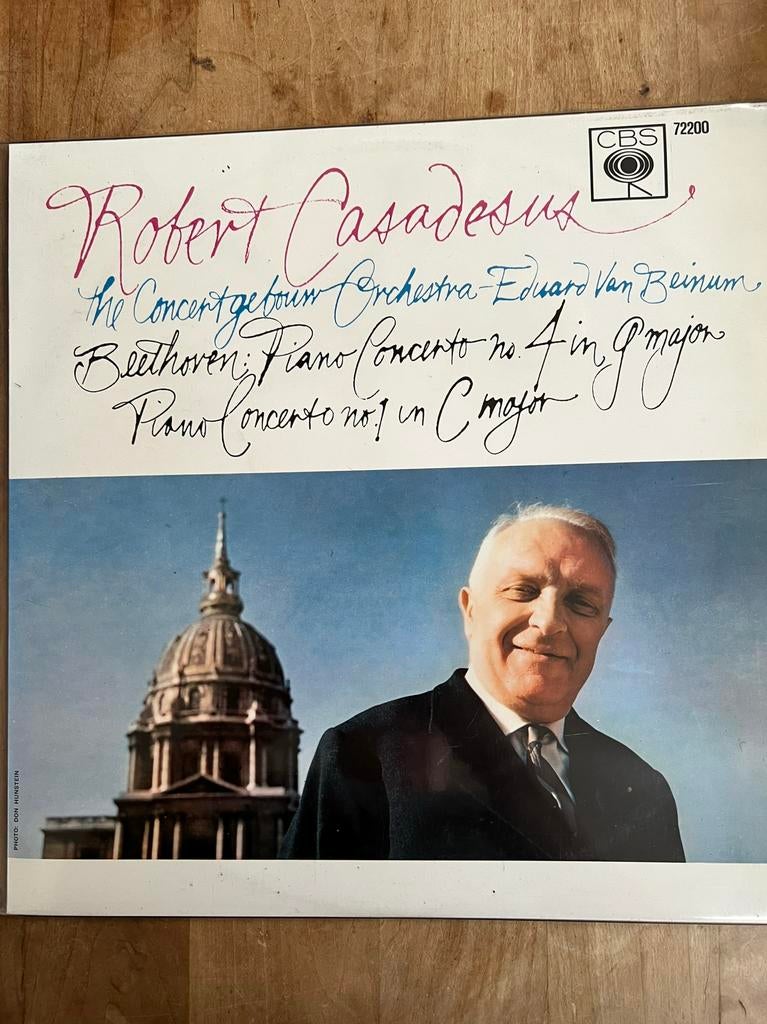 CBS
72200
Robert Casadesus
the Concertgebouw Orchestra-Eduard Van Beinum
Beethoven: Piano Concerto no. 4 in G major
Piano Concerto no. 1 in C major
PHOTO: DON HUNSTEIN